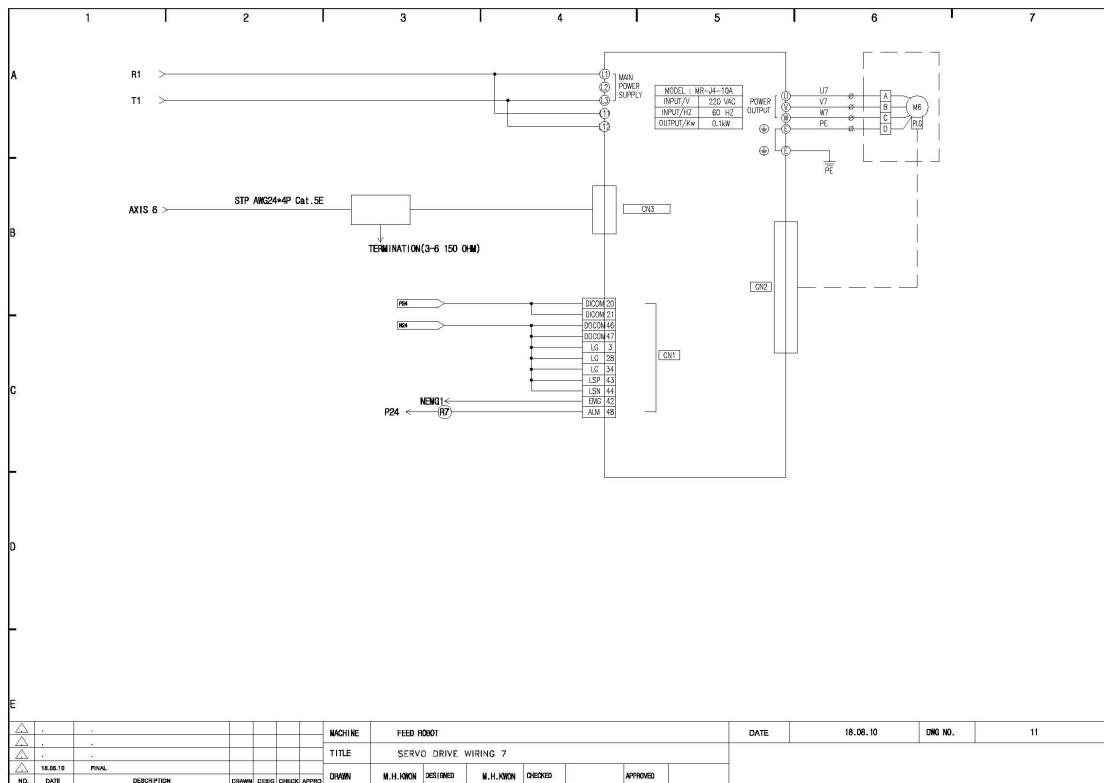 1 2 3 4 5 6 7
A
R1
T1
L1
L2
L3
L11
L12
MAIN
POWER
SUPPLY
MODEL : MR-J4-10A
INPUT/V 220 VAC
INPUT/HZ 60 HZ
OUTPUT/Kw 0.1kW
POWER
OUTPUT
U U7 A
V V7 B
W W7 C
E PE D
M6
PLG
E
PE
B
AXIS 6
STP AWG24*4P Cat.5E
TERMINATION(3-6 150 OHM)
CN3
CN2
P24
N24
DICOM 20
DICOM 21
DOCOM 46
DOCOM 47
LG 3
LG 28
LG 34
LSP 43
LSN 44
EMG 42
ALM 48
CN1
C
NEMG1
P24 R7
D
E
MACHINE FEED ROBOT DATE 18.08.10 DWG NO. 11
TITLE SERVO DRIVE WIRING 7
18.08.10 FINAL
NO. DATE DESCRIPTION DRAWN DESIG CHECK APPRO
DRAWN M.H.KWON DESIGNED M.H.KWON CHECKED APPROVED